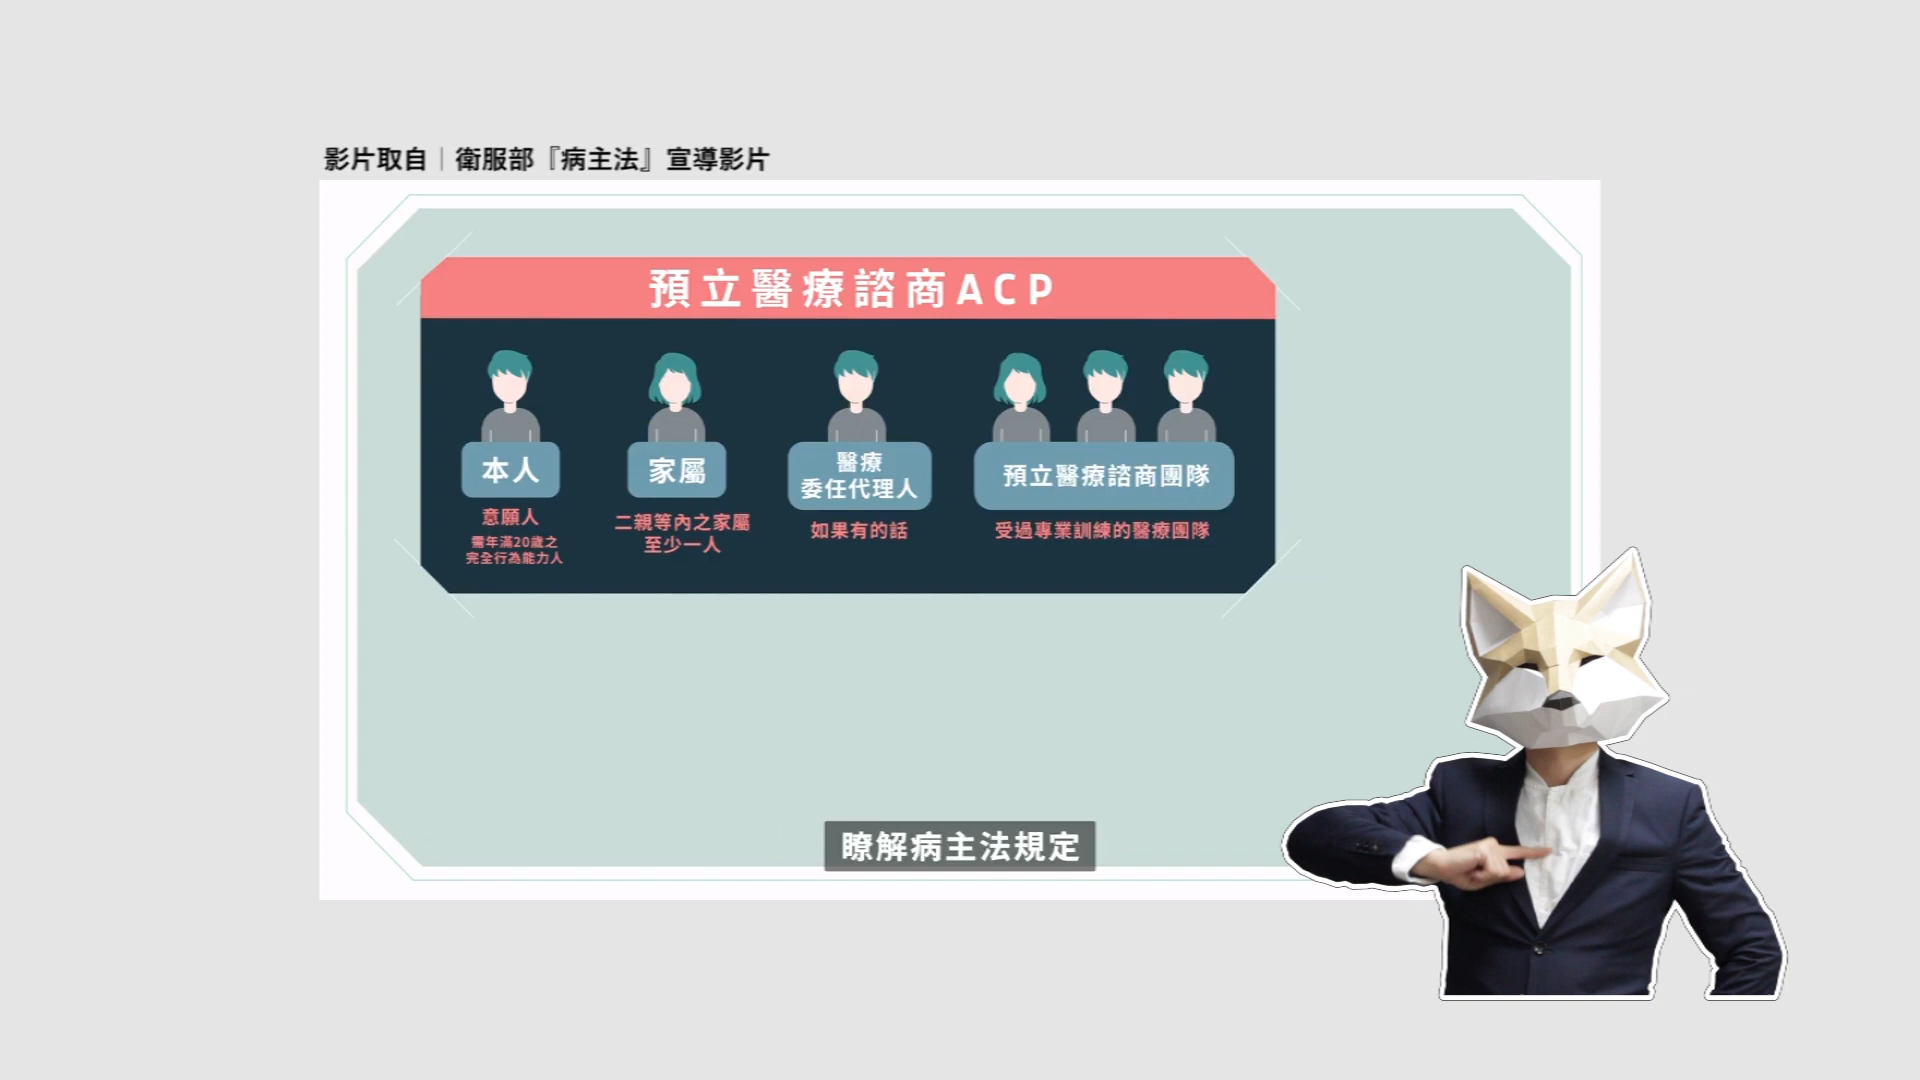 影片取自｜衛服部『病主法』宣導影片
預立醫療諮商ACP
本人
意願人
需年滿20歲之
完全行為能力人
家屬
二親等內之家屬
至少一人
醫療
委任代理人
如果有的話
預立醫療諮商團隊
受過專業訓練的醫療團隊
瞭解病主法規定